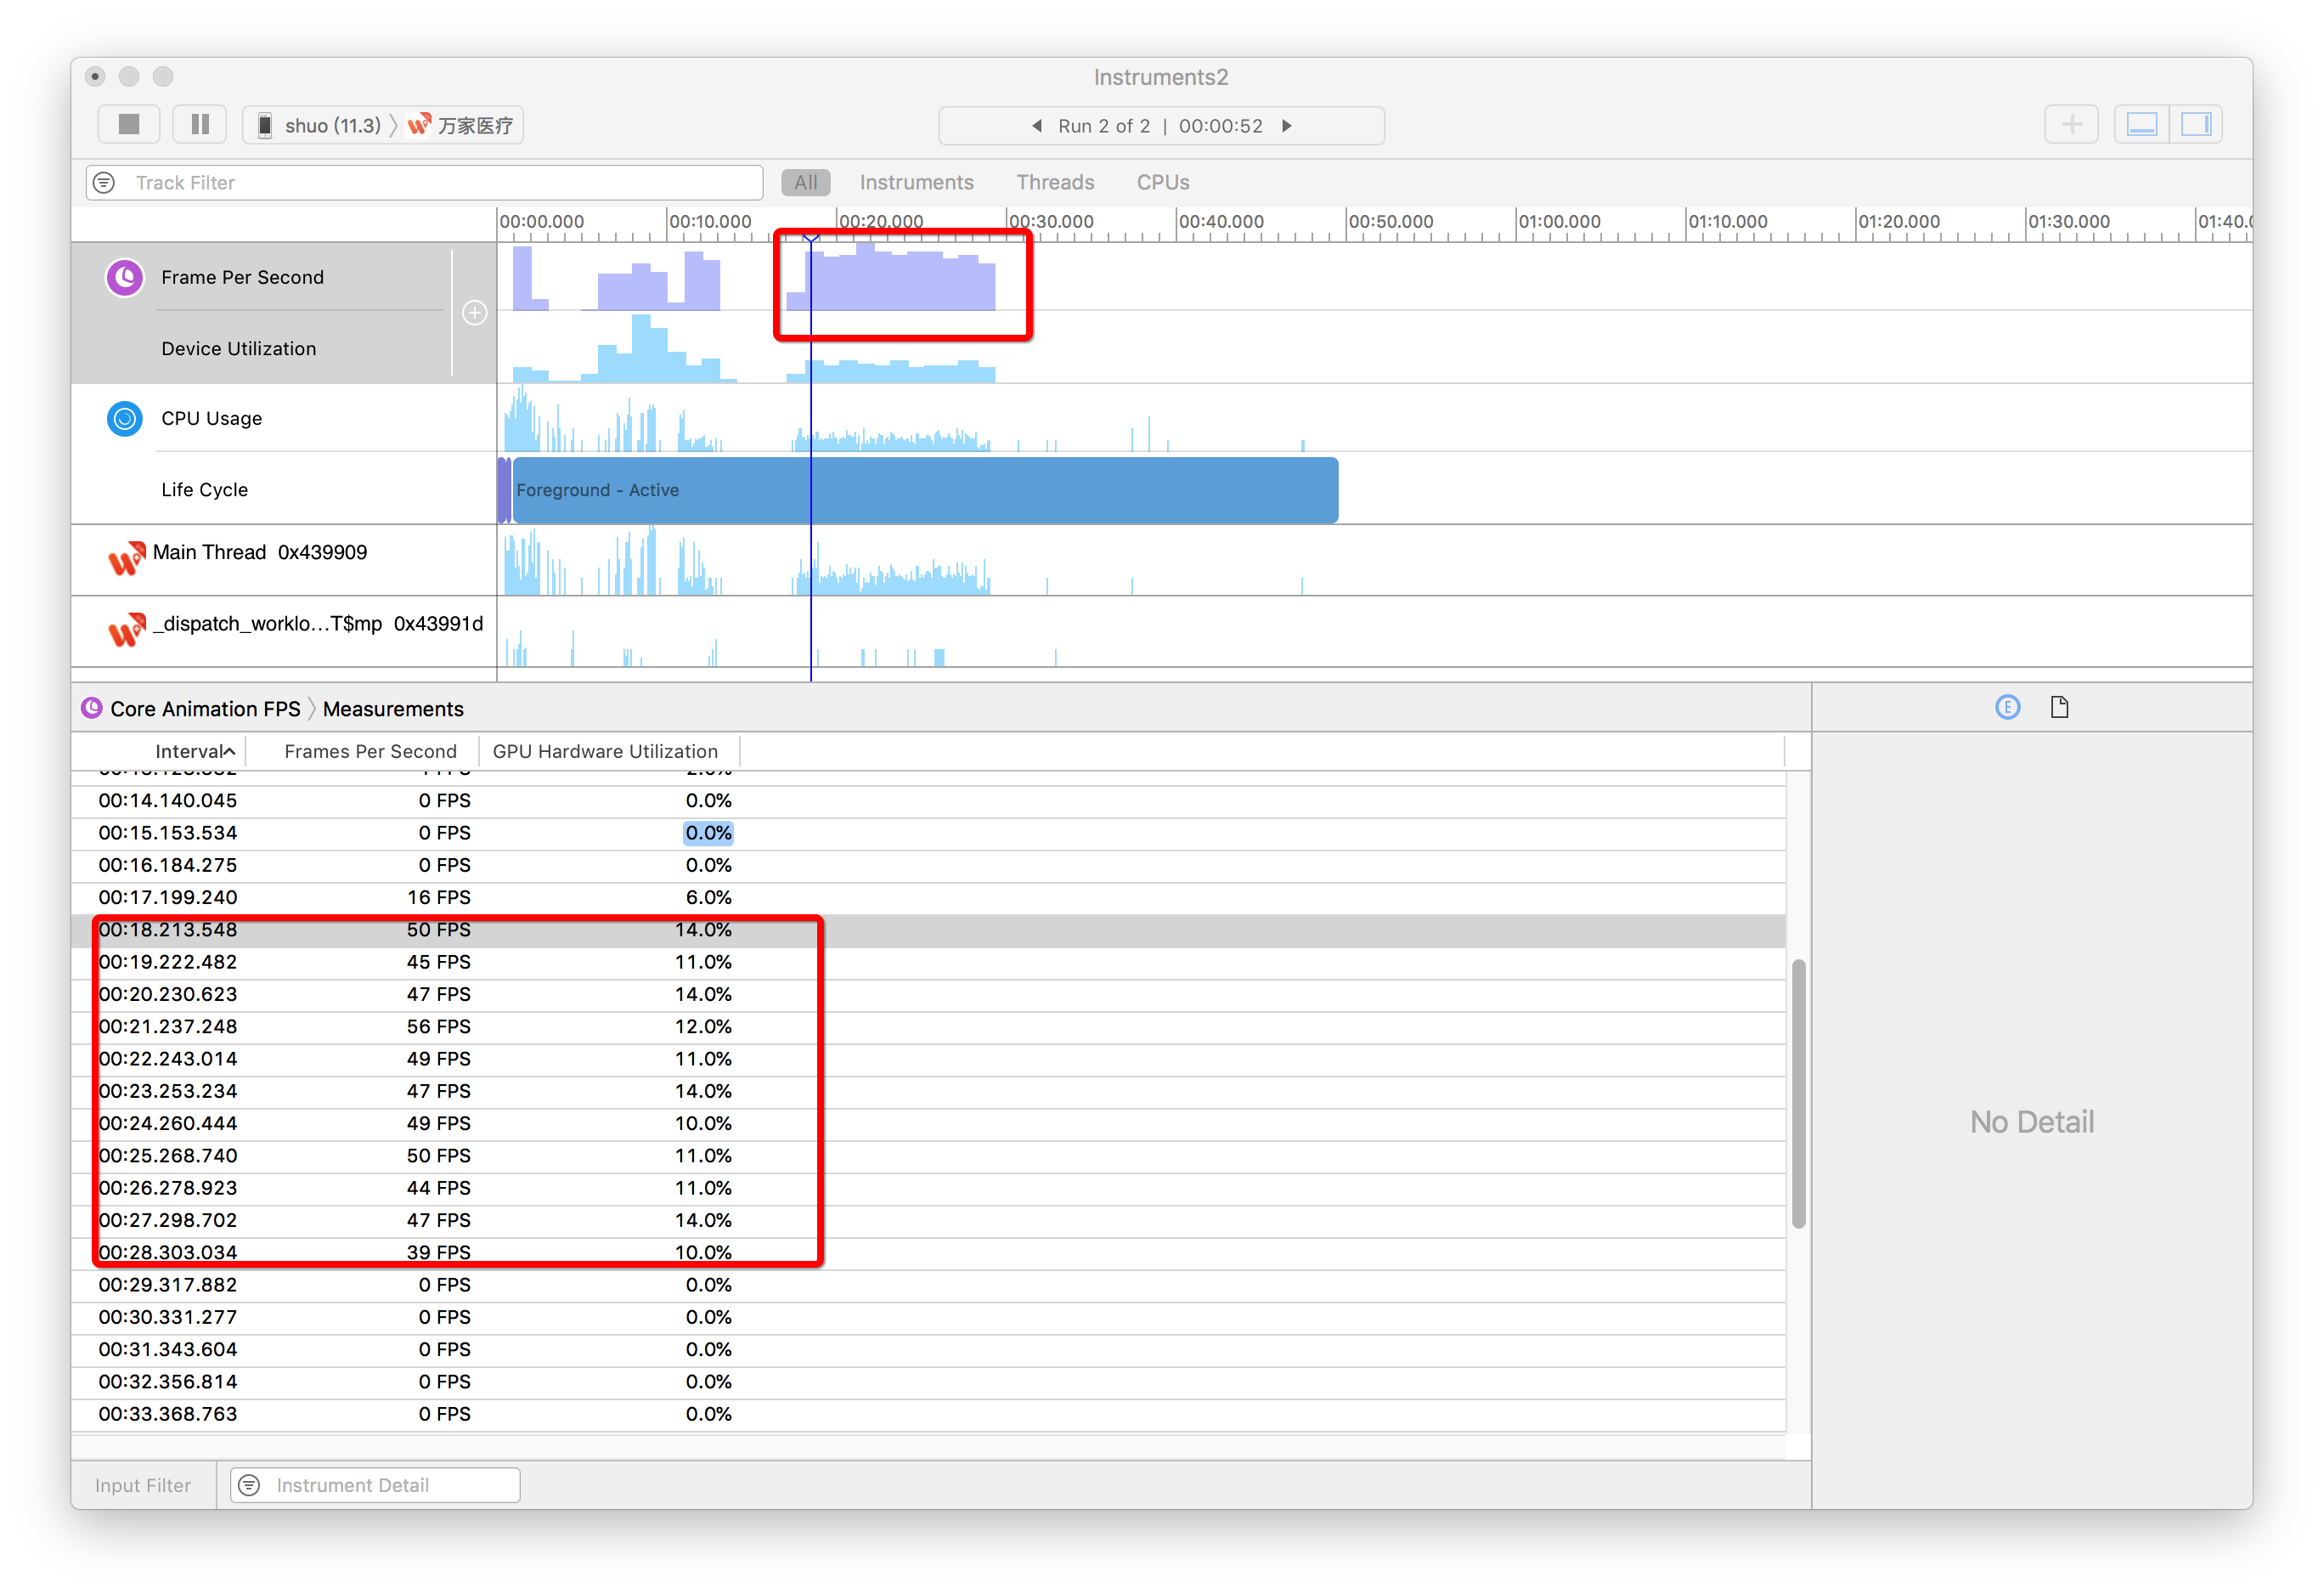 Instruments2
shuo (11.3) 万家医疗
Run 2 of 2 | 00:00:52
Track Filter
All Instruments Threads CPUs
00:00.000 00:10.000 00:20.000 00:30.000 00:40.000 00:50.000 01:00.000 01:10.000 01:20.000 01:30.000 01:40.0
Frame Per Second
Device Utilization
CPU Usage
Life Cycle
Foreground - Active
Main Thread 0x439909
_dispatch_worklo…T$mp 0x43991d
Core Animation FPS Measurements
Interval Frames Per Second GPU Hardware Utilization
00:14.140.045 0 FPS 0.0%
00:15.153.534 0 FPS 0.0%
00:16.184.275 0 FPS 0.0%
00:17.199.240 16 FPS 6.0%
00:18.213.548 50 FPS 14.0%
00:19.222.482 45 FPS 11.0%
00:20.230.623 47 FPS 14.0%
00:21.237.248 56 FPS 12.0%
00:22.243.014 49 FPS 11.0%
00:23.253.234 47 FPS 14.0%
00:24.260.444 49 FPS 10.0%
00:25.268.740 50 FPS 11.0%
00:26.278.923 44 FPS 11.0%
00:27.298.702 47 FPS 14.0%
00:28.303.034 39 FPS 10.0%
00:29.317.882 0 FPS 0.0%
00:30.331.277 0 FPS 0.0%
00:31.343.604 0 FPS 0.0%
00:32.356.814 0 FPS 0.0%
00:33.368.763 0 FPS 0.0%
E
No Detail
Input Filter Instrument Detail